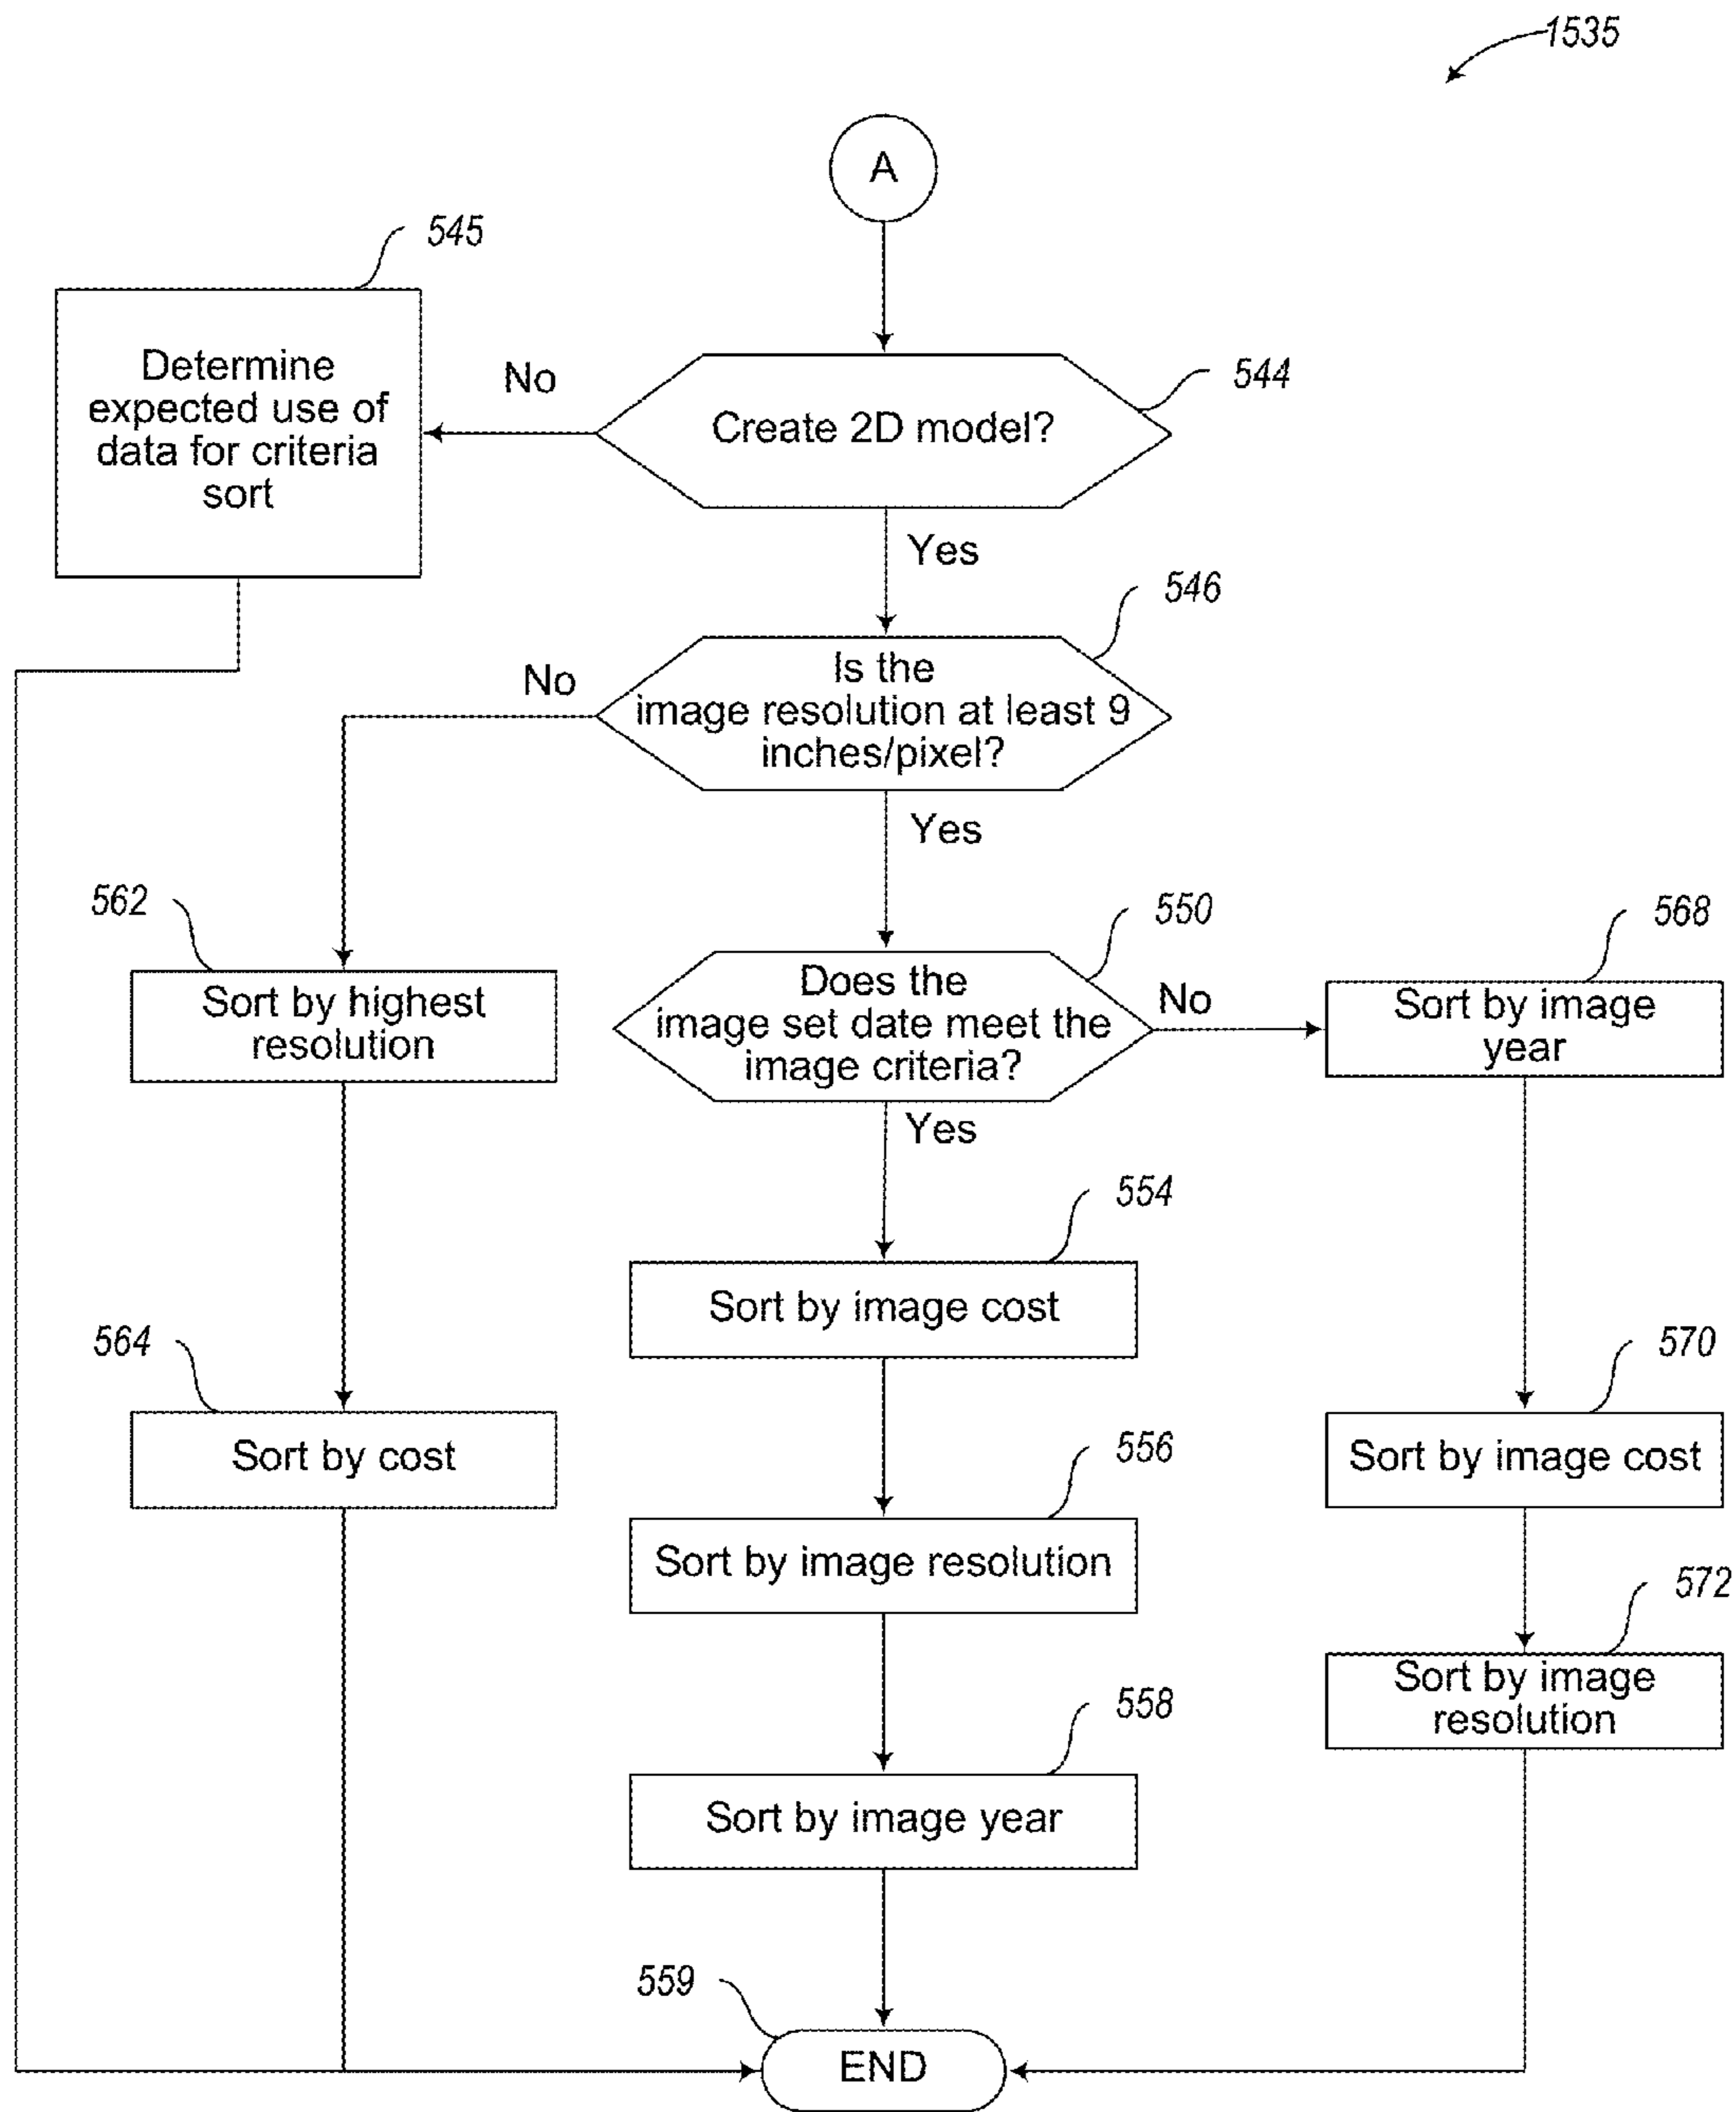 1535
A
545
Determine
expected use of
data for criteria
sort
No
544
Create 2D model?
Yes
546
No
Is the
image resolution at least 9
inches/pixel?
Yes
562
550
568
Sort by highest
resolution
Does the
image set date meet the
image criteria?
No
Sort by image
year
Yes
554
Sort by image cost
564
570
Sort by cost
Sort by image cost
556
Sort by image resolution
572
Sort by image
resolution
558
Sort by image year
559
END